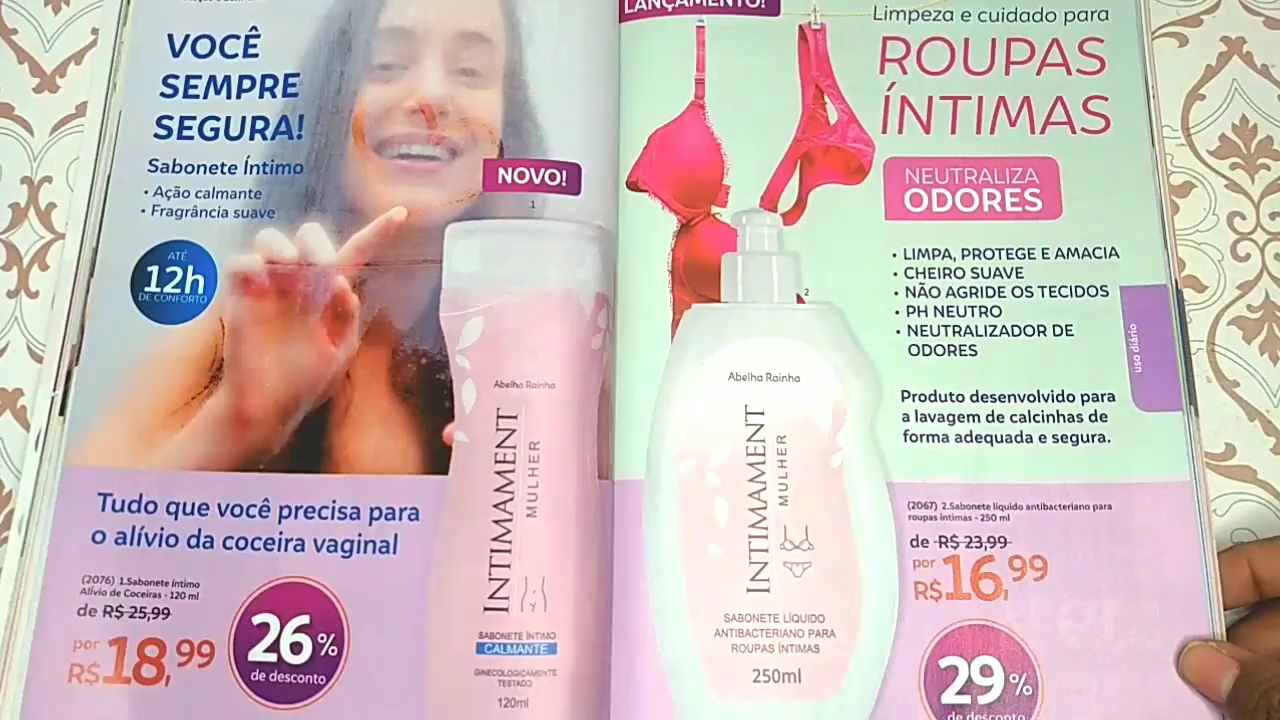 VOCÊ
SEMPRE
SEGURA!
Sabonete Íntimo
• Ação calmante
• Fragrância suave
ATÉ
12h
DE CONFORTO
NOVO!
1
Abelha Rainha
INTIMAMENT
MULHER
SABONETE ÍNTIMO
CALMANTE
GINECOLOGICAMENTE
TESTADO
120ml
Tudo que você precisa para
o alívio da coceira vaginal
(2076) 1.Sabonete íntimo
Alívio de Coceiras - 120 ml
de R$ 25,99
por
R$18,99
26%
de desconto
LANÇAMENTO!
Limpeza e cuidado para
ROUPAS
ÍNTIMAS
NEUTRALIZA
ODORES
• LIMPA, PROTEGE E AMACIA
• CHEIRO SUAVE
• NÃO AGRIDE OS TECIDOS
• PH NEUTRO
• NEUTRALIZADOR DE
ODORES
uso diário
Produto desenvolvido para
a lavagem de calcinhas de
forma adequada e segura.
2
Abelha Rainha
INTIMAMENT
MULHER
SABONETE LÍQUIDO
ANTIBACTERIANO PARA
ROUPAS ÍNTIMAS
250ml
(2067) 2.Sabonete líquido antibacteriano para
roupas íntimas - 250 ml
de R$ 23,99
por
R$16,99
29%
de desconto